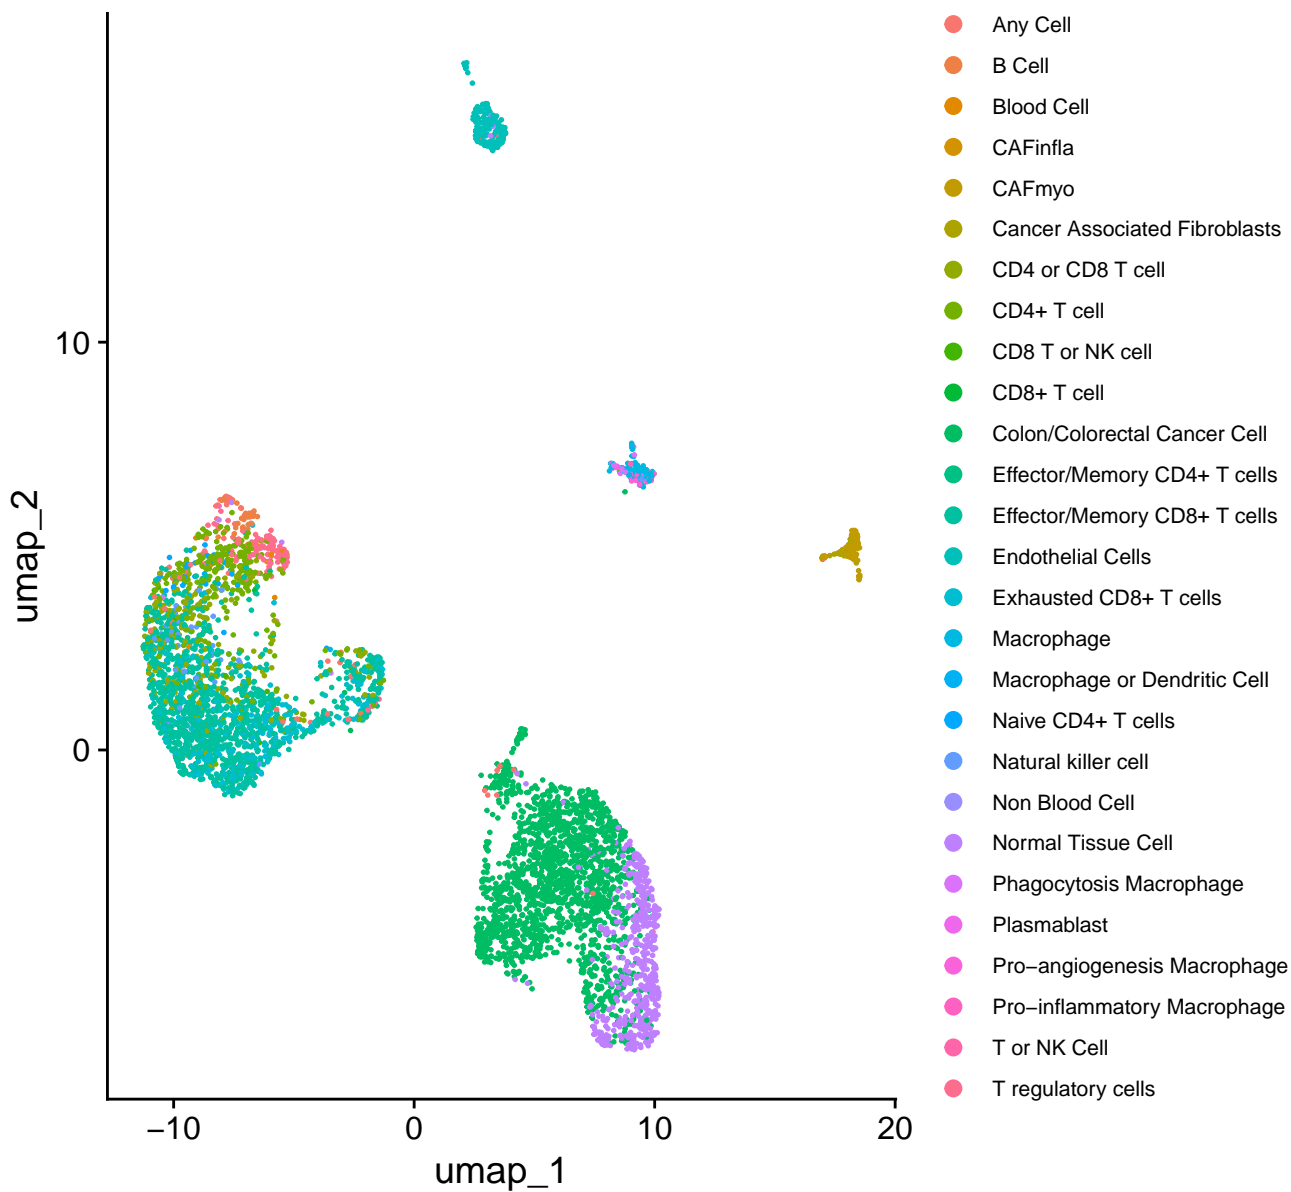 Any Cell
B Cell
Blood Cell
CAFinfla
CAFmyo
Cancer Associated Fibroblasts
CD4 or CD8 T cell
CD4+ T cell
CD8 T or NK cell
CD8+ T cell
Colon/Colorectal Cancer Cell
Effector/Memory CD4+ T cells
Effector/Memory CD8+ T cells
Endothelial Cells
Exhausted CD8+ T cells
Macrophage
Macrophage or Dendritic Cell
Naive CD4+ T cells
Natural killer cell
Non Blood Cell
Normal Tissue Cell
Phagocytosis Macrophage
Plasmablast
Pro−angiogenesis Macrophage
Pro−inflammatory Macrophage
T or NK Cell
T regulatory cells
10
0
umap_2
−10
0
10
20
umap_1